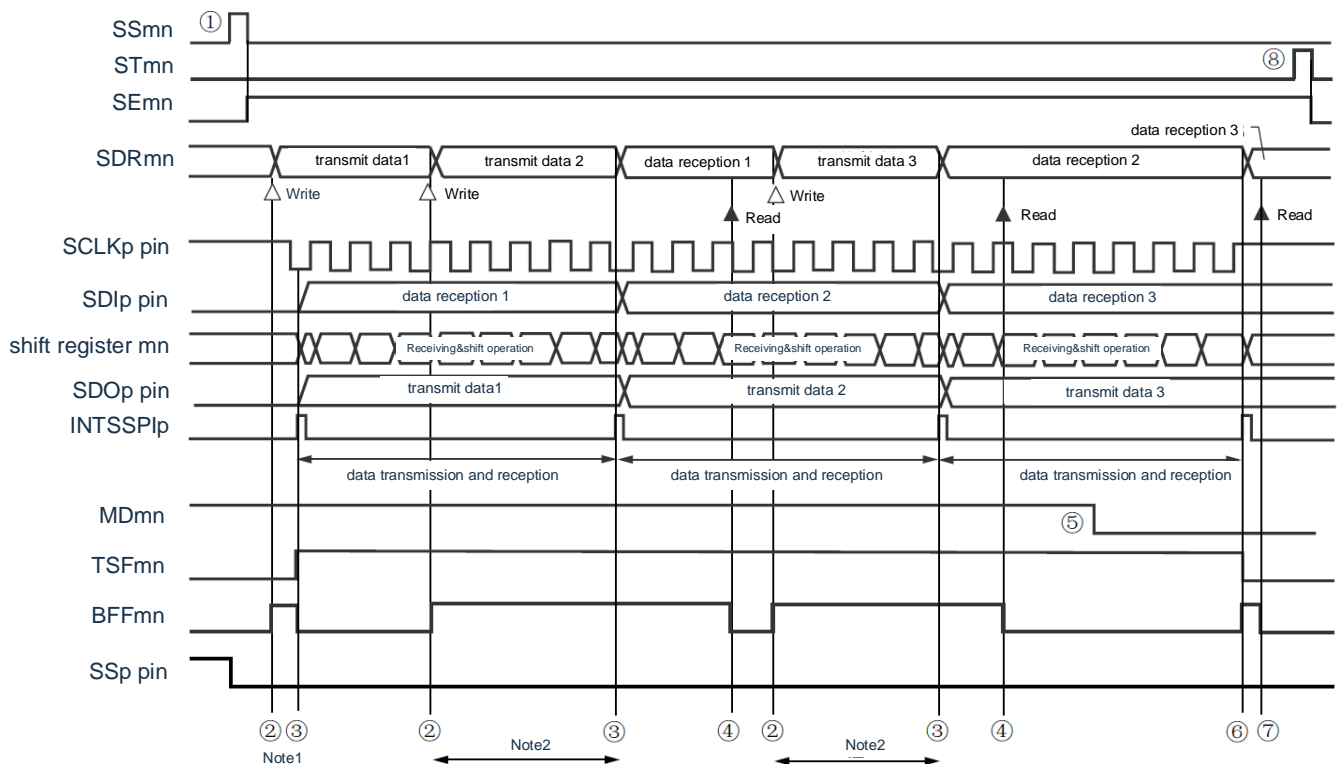 SSmn ①
STmn ⑧
SEmn
data reception 3
SDRmn transmit data1 transmit data 2 data reception 1 transmit data 3 data reception 2
Write Write Read Write Read Read
SCLKp pin
SDIp pin data reception 1 data reception 2 data reception 3
shift register mn Receiving&shift operation Receiving&shift operation Receiving&shift operation
SDOp pin transmit data1 transmit data 2 transmit data 3
INTSSPIp
data transmission and reception data transmission and reception data transmission and reception
MDmn ⑤
TSFmn
BFFmn
SSp pin
② ③ ② ③ ④ ② ③ ④ ⑥ ⑦
Note1 Note2 Note2